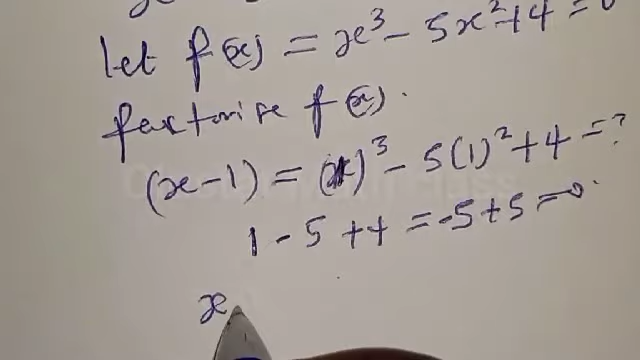 let f(x) = x³ - 5x² + 4 = 0
factorise f(x).
(x - 1) = (1)³ - 5(1)² + 4 = ?
1 - 5 + 4 = -5 + 5 = 0.
x